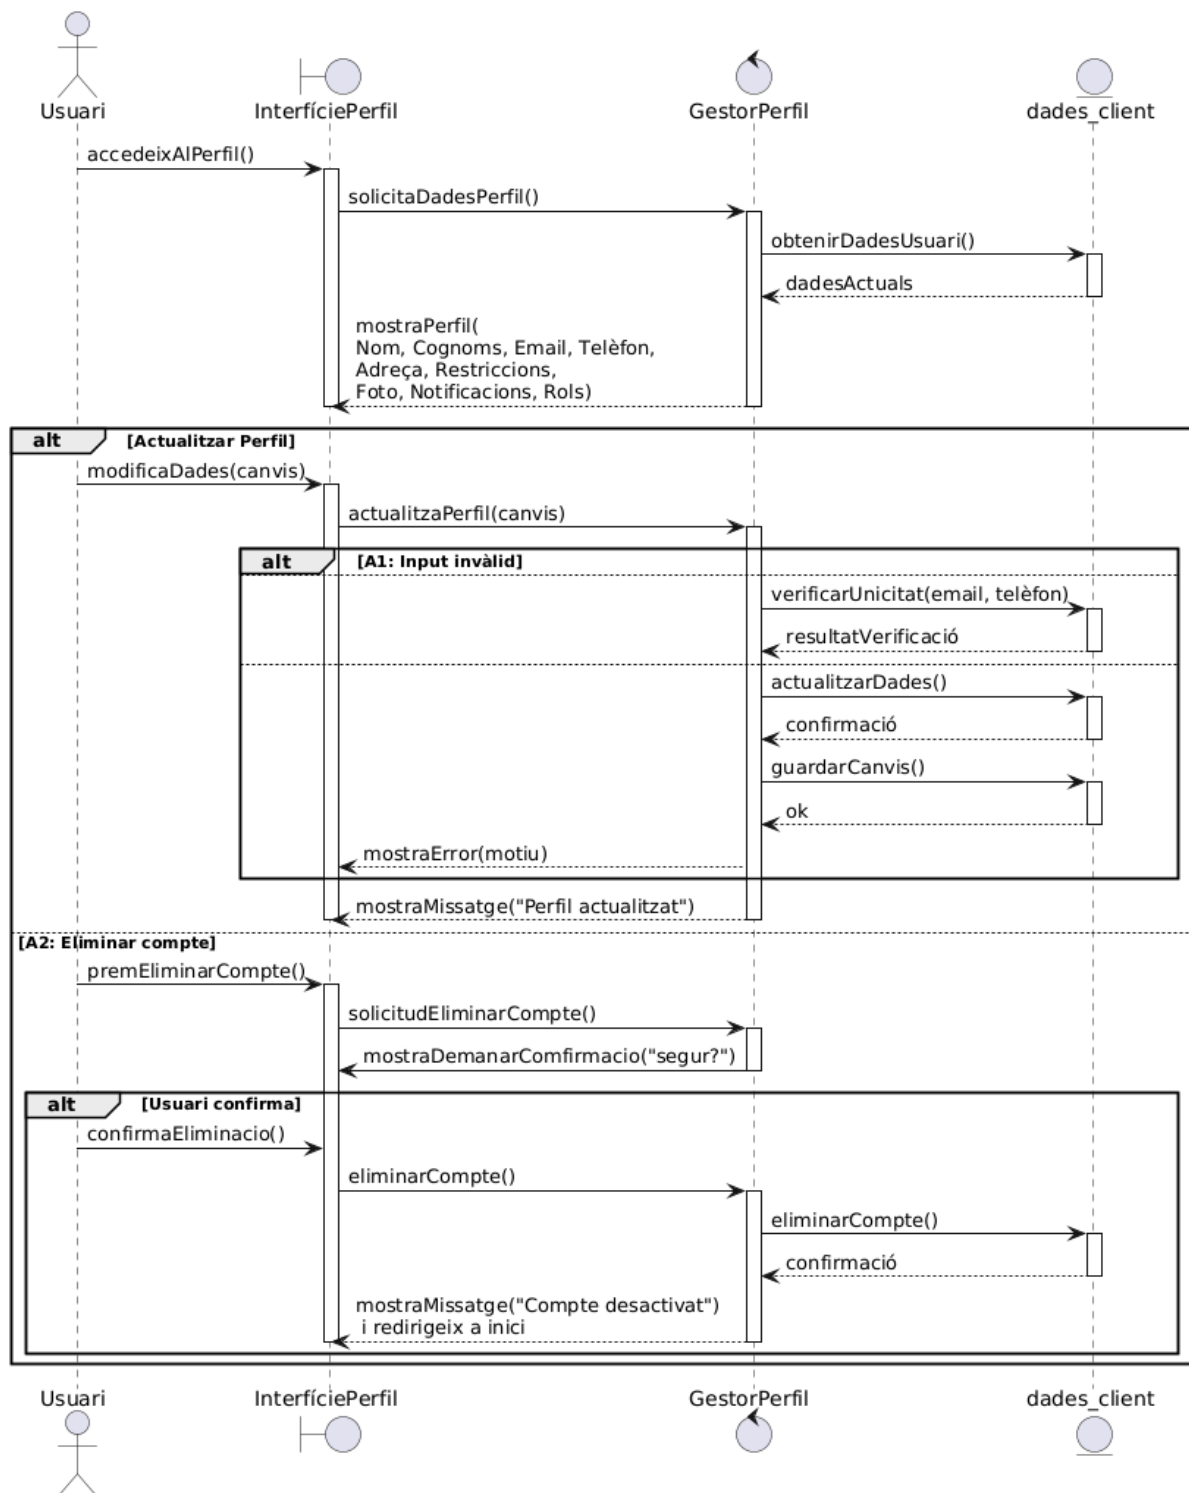 Usuari
InterfíciePerfil
GestorPerfil
dades_client
accedeixAlPerfil()
solicitaDadesPerfil()
obtenirDadesUsuari()
dadesActuals
mostraPerfil(
Nom, Cognoms, Email, Telèfon,
Adreça, Restriccions,
Foto, Notificacions, Rols)
alt [Actualitzar Perfil]
modificaDades(canvis)
actualitzaPerfil(canvis)
alt [A1: Input invàlid]
verificarUnicitat(email, telèfon)
resultatVerificació
actualitzarDades()
confirmació
guardarCanvis()
ok
mostraError(motiu)
mostraMissatge("Perfil actualitzat")
[A2: Eliminar compte]
premEliminarCompte()
solicitudEliminarCompte()
mostraDemanarComfirmacio("segur?")
alt [Usuari confirma]
confirmaEliminacio()
eliminarCompte()
eliminarCompte()
confirmació
mostraMissatge("Compte desactivat")
i redirigeix a inici
Usuari
InterfíciePerfil
GestorPerfil
dades_client